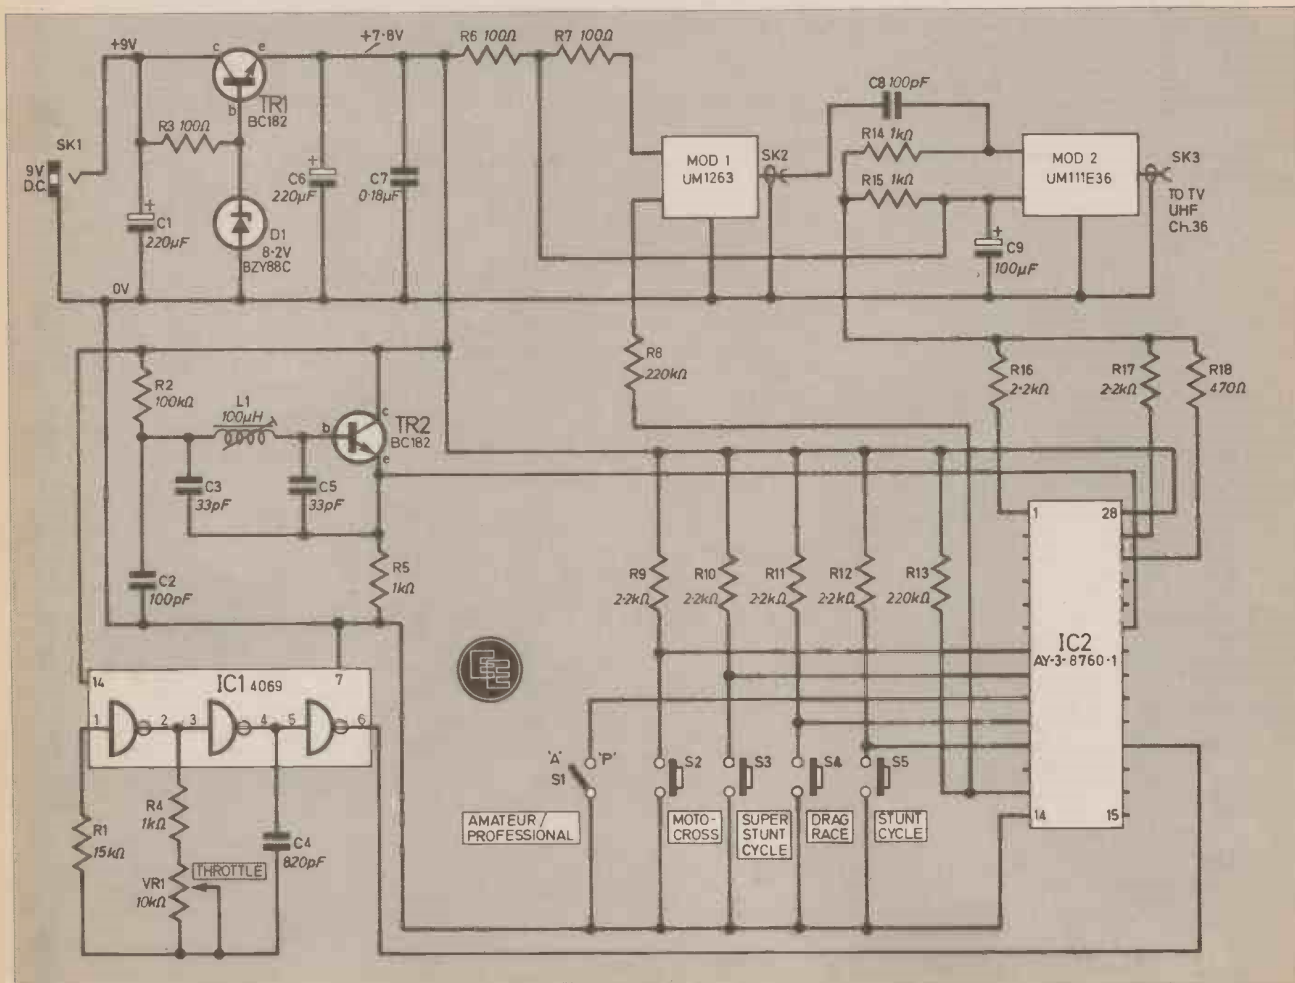 +9V
c
e
+7·8V
R6 100Ω
R7 100Ω
C8 100pF
b
TR1
BC182
R3 100Ω
SK1
9V
D.C.
+
C1
220µF
D1
8·2V
BZY88C
+
C6
220µF
C7
0·18µF
MOD 1
UM1263
SK2
R14 1kΩ
R15 1kΩ
MOD 2
UM111E36
SK3
TO TV
UHF
Ch.36
+
C9
100µF
0V
R2
100kΩ
L1
100µH
b
c
e
TR2
BC182
R8
220kΩ
R16
2·2kΩ
R17
2·2kΩ
R18
470Ω
C3
33pF
C5
33pF
C2
100pF
R5
1kΩ
R9
2·2kΩ
R10
2·2kΩ
R11
2·2kΩ
R12
2·2kΩ
R13
220kΩ
1
28
IC2
AY-3-8760-1
14
15
EE
14
IC1 4069
7
1
2
3
4
5
6
R1
15kΩ
R4
1kΩ
VR1
10kΩ
THROTTLE
C4
820pF
'A'
'P'
S1
AMATEUR /
PROFESSIONAL
S2
MOTO-
CROSS
S3
SUPER
STUNT
CYCLE
S4
DRAG
RACE
S5
STUNT
CYCLE